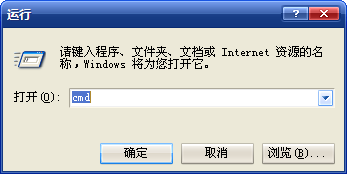 运行
请键入程序、文件夹、文档或 Internet 资源的名
称，Windows 将为您打开它。
打开(O): cmd
确定 取消 浏览(B)...